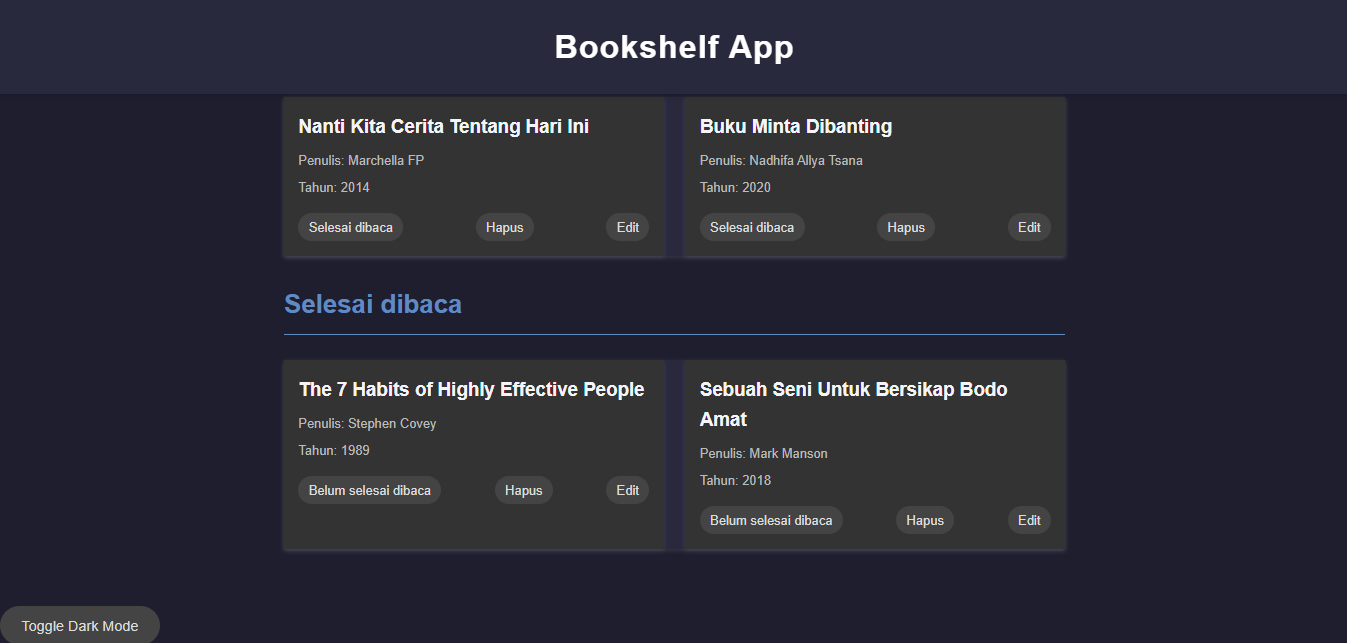 Bookshelf App
Nanti Kita Cerita Tentang Hari Ini
Penulis: Marchella FP
Tahun: 2014
Selesai dibaca
Hapus
Edit
Buku Minta Dibanting
Penulis: Nadhifa Allya Tsana
Tahun: 2020
Selesai dibaca
Hapus
Edit
Selesai dibaca
The 7 Habits of Highly Effective People
Penulis: Stephen Covey
Tahun: 1989
Belum selesai dibaca
Hapus
Edit
Sebuah Seni Untuk Bersikap Bodo
Amat
Penulis: Mark Manson
Tahun: 2018
Belum selesai dibaca
Hapus
Edit
Toggle Dark Mode